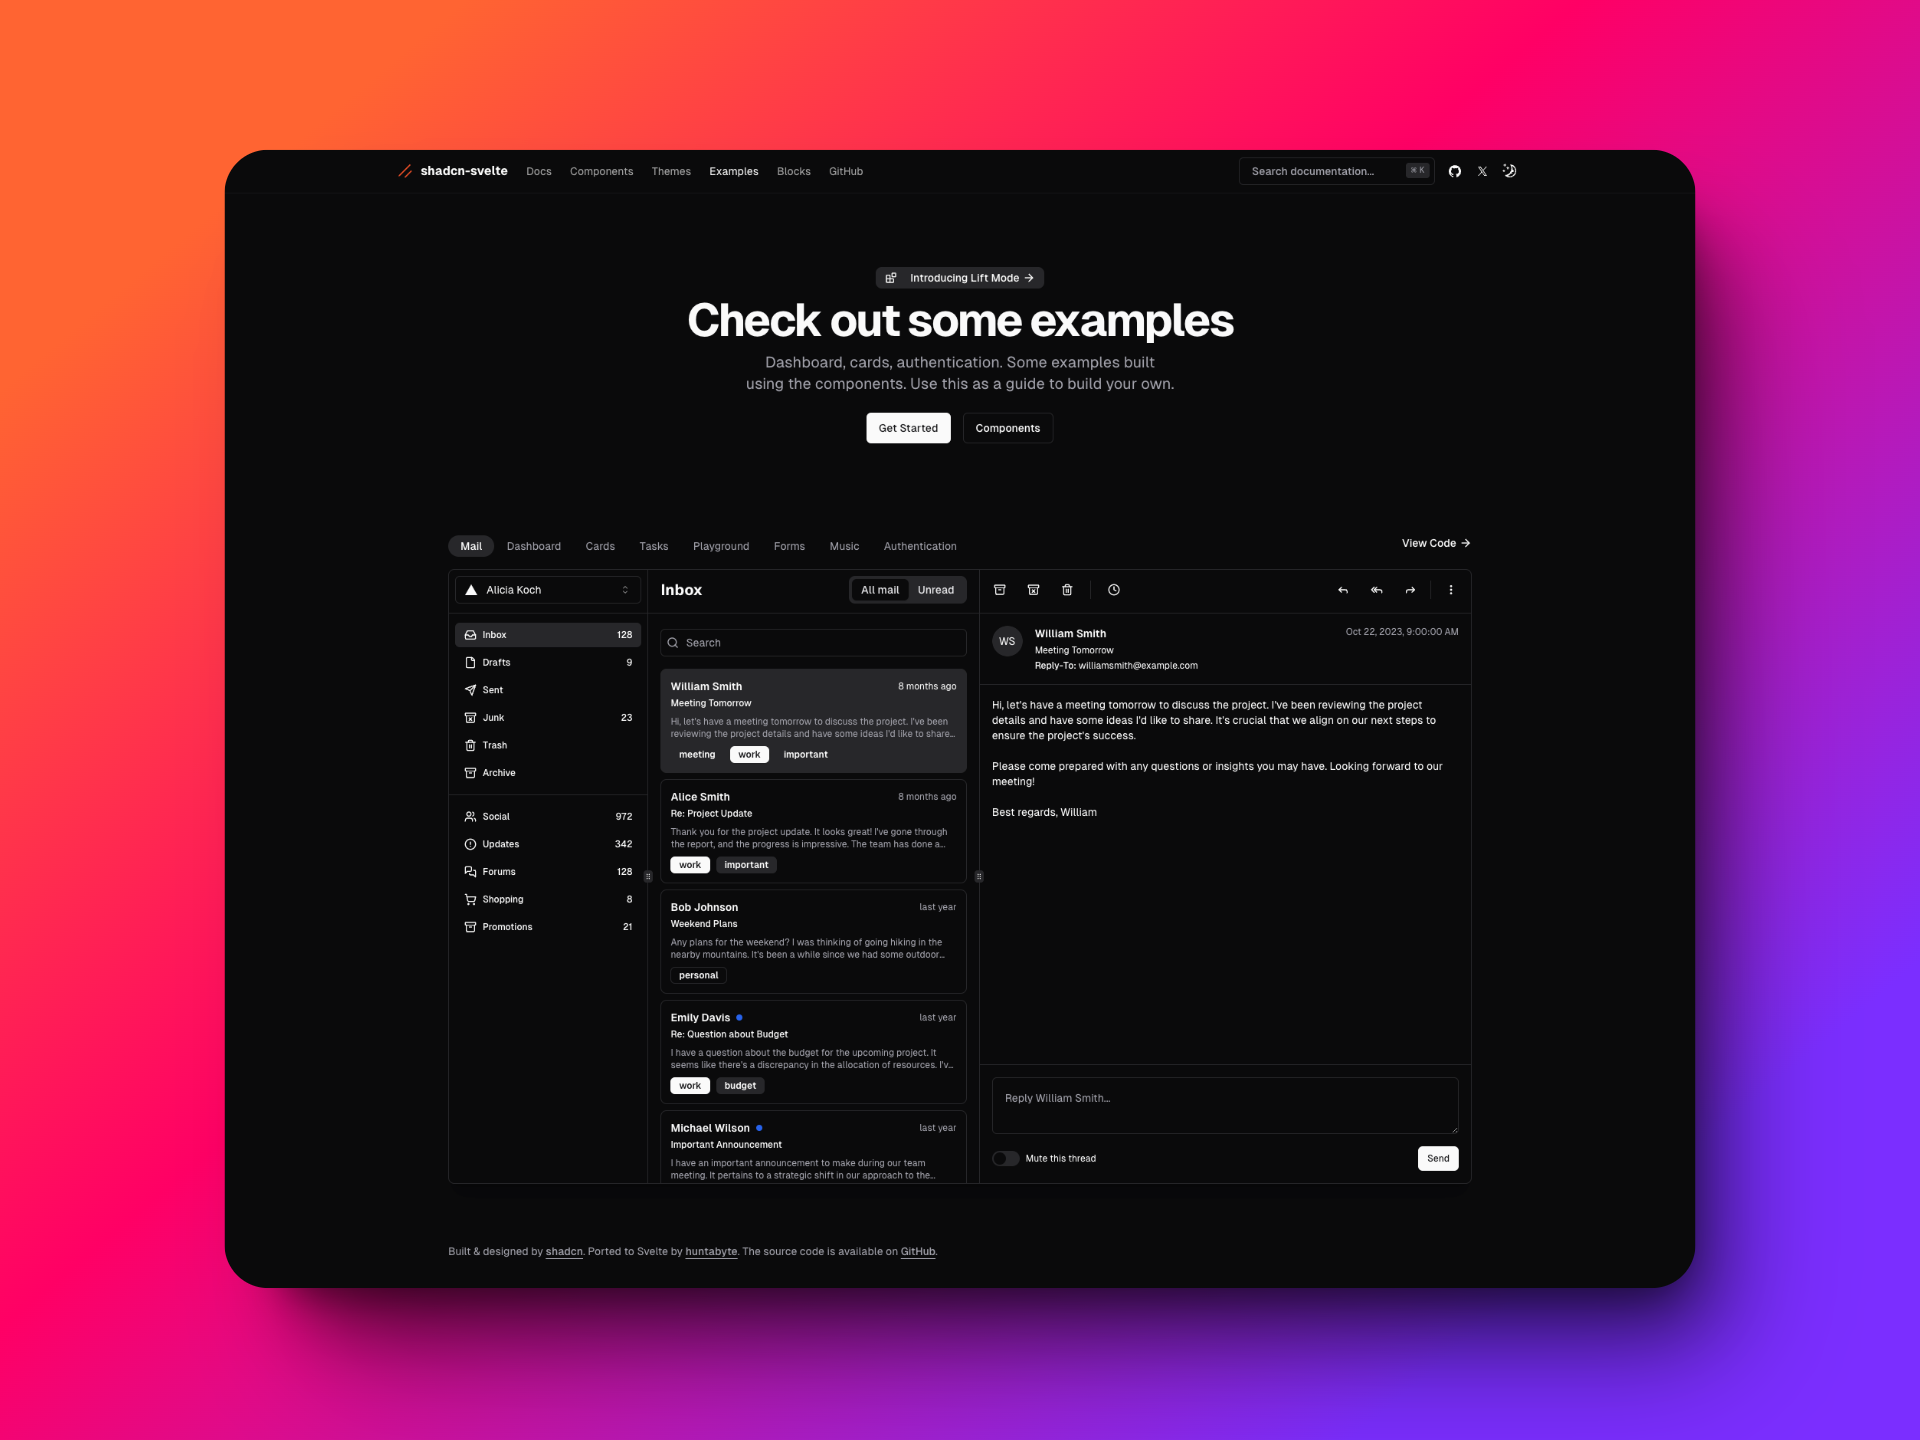 shadcn-svelte Docs Components Themes Examples Blocks GitHub Search documentation... ⌘ K
Introducing Lift Mode
Check out some examples
Dashboard, cards, authentication. Some examples built
using the components. Use this as a guide to build your own.
Get Started Components
Mail Dashboard Cards Tasks Playground Forms Music Authentication View Code
Alicia Koch
Inbox 128
Drafts 9
Sent
Junk 23
Trash
Archive
Social 972
Updates 342
Forums 128
Shopping 8
Promotions 21
Inbox All mail Unread
Search
William Smith 8 months ago
Meeting Tomorrow
Hi, let's have a meeting tomorrow to discuss the project. I've been
reviewing the project details and have some ideas I'd like to share...
meeting work important
Alice Smith 8 months ago
Re: Project Update
Thank you for the project update. It looks great! I've gone through
the report, and the progress is impressive. The team has done a...
work important
Bob Johnson last year
Weekend Plans
Any plans for the weekend? I was thinking of going hiking in the
nearby mountains. It's been a while since we had some outdoor...
personal
Emily Davis last year
Re: Question about Budget
I have a question about the budget for the upcoming project. It
seems like there's a discrepancy in the allocation of resources. I'v...
work budget
Michael Wilson last year
Important Announcement
I have an important announcement to make during our team
meeting. It pertains to a strategic shift in our approach to the...
WS
William Smith Oct 22, 2023, 9:00:00 AM
Meeting Tomorrow
Reply-To: williamsmith@example.com
Hi, let's have a meeting tomorrow to discuss the project. I've been reviewing the project
details and have some ideas I'd like to share. It's crucial that we align on our next steps to
ensure the project's success.
Please come prepared with any questions or insights you may have. Looking forward to our
meeting!
Best regards, William
Reply William Smith...
Mute this thread Send
Built & designed by shadcn. Ported to Svelte by huntabyte. The source code is available on GitHub.